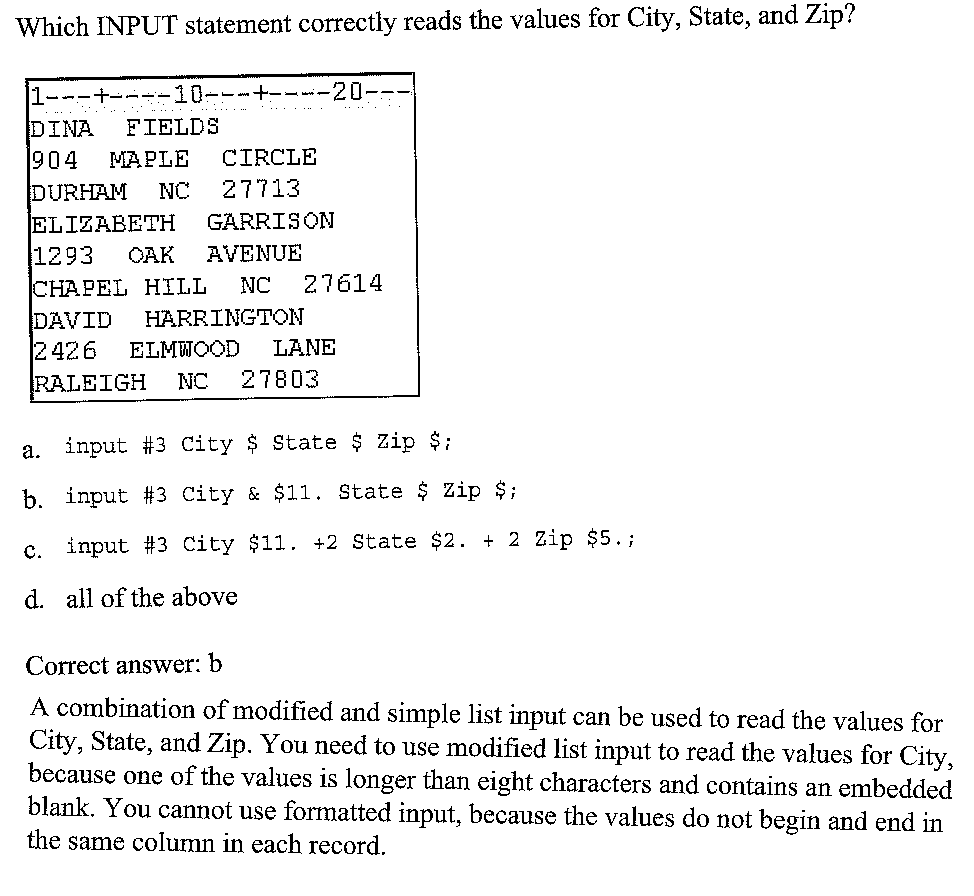 Which INPUT statement correctly reads the values for City, State, and Zip?
1---+----10---+----20---
DINA  FIELDS
904  MAPLE  CIRCLE
DURHAM  NC  27713
ELIZABETH  GARRISON
1293  OAK  AVENUE
CHAPEL HILL  NC  27614
DAVID  HARRINGTON
2426  ELMWOOD  LANE
RALEIGH  NC  27803
a. input #3 City $ State $ Zip $;
b. input #3 City & $11. State $ Zip $;
c. input #3 City $11. +2 State $2. + 2 Zip $5.;
d. all of the above
Correct answer: b
A combination of modified and simple list input can be used to read the values for
City, State, and Zip. You need to use modified list input to read the values for City,
because one of the values is longer than eight characters and contains an embedded
blank. You cannot use formatted input, because the values do not begin and end in
the same column in each record.